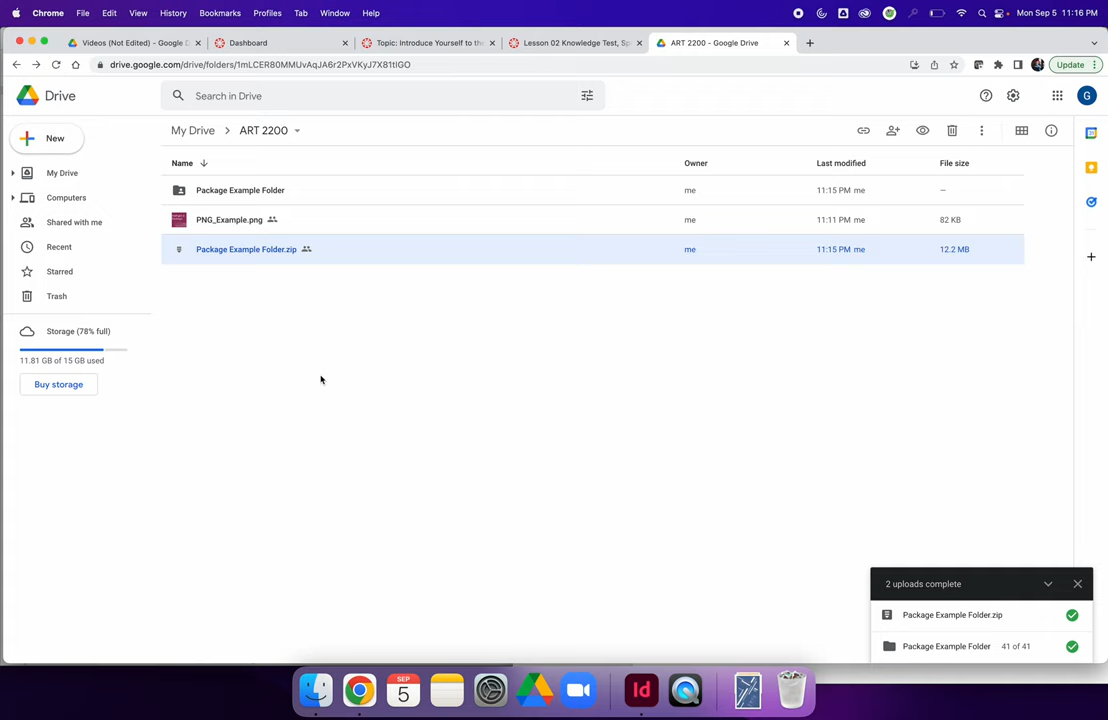 Chrome File Edit View History Bookmarks Profiles Tab Window Help Mon Sep 5 11:16 PM
Videos (Not Edited) - Google D Dashboard Topic: Introduce Yourself to the Lesson 02 Knowledge Test, Sp ART 2200 - Google Drive
drive.google.com/drive/folders/1mLCER80MMUvAqJA6r2PxVKyJ7X81tIGO Update
Drive Search in Drive G
New My Drive ART 2200
Name Owner Last modified File size
My Drive Package Example Folder me 11:15 PM me —
Computers
Shared with me PNG_Example.png me 11:11 PM me 82 KB
Recent Package Example Folder.zip me 11:15 PM me 12.2 MB
Starred
Trash
Storage (78% full)
11.81 GB of 15 GB used
Buy storage
2 uploads complete
Package Example Folder.zip
Package Example Folder 41 of 41
SEP
5
Id